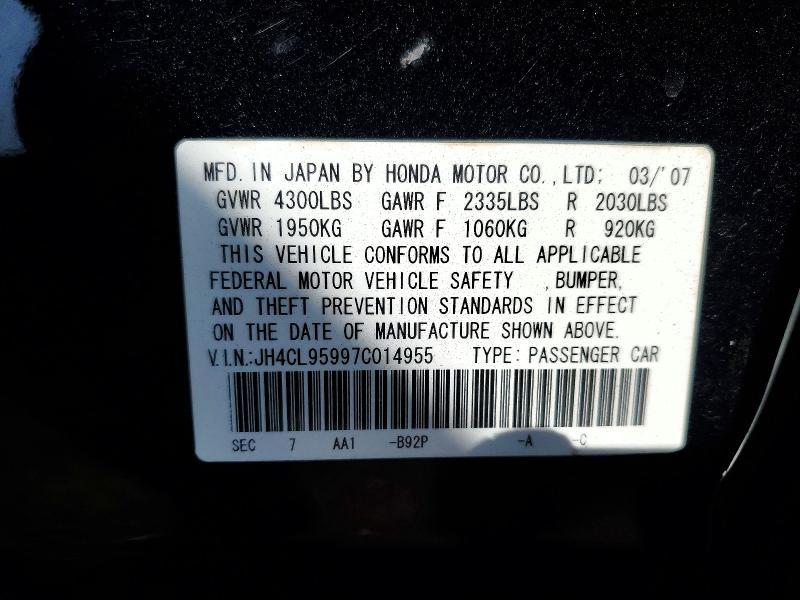 MFD. IN JAPAN BY HONDA MOTOR CO., LTD: 03/'07
GVWR 4300LBS GAWR F 2335LBS R 2030LBS
GVWR 1950KG GAWR F 1060KG R 920KG
THIS VEHICLE CONFORMS TO ALL APPLICABLE
FEDERAL MOTOR VEHICLE SAFETY , BUMPER,
AND THEFT PREVENTION STANDARDS IN EFFECT
ON THE DATE OF MANUFACTURE SHOWN ABOVE.
V.I.N.:JH4CL95997C014955 TYPE: PASSENGER CAR
SEC 7 AA1 -B92P -A -C